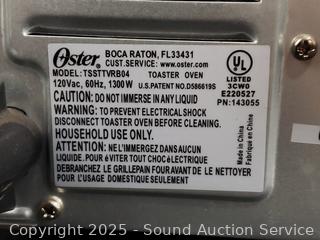 Oster® BOCA RATON, FL33431
CUST.SERVICE: www.oster.com
MODEL: TSSTTVRB04 TOASTER OVEN
120Vac, 60Hz, 1300W U.S.PATENT NO.D586619S
CAUTION: DO NOT IMMERSE IN ANY LIQUID
WARNING: TO PREVENT ELECTRICAL SHOCK
DISCONNECT TOASTER OVEN BEFORE CLEANING.
HOUSEHOLD USE ONLY
ATTENTION:
NE L'IMMERGEZ DANS AUCUN LIQUIDE
POUR ÉVITER TOUT CHOC ÉLECTRIQUE
DEBRANCHEZ LE GRILLEPAIN FOUR AVANT DE LE NETTOYER
POUR L'USAGE DOMESTIQUE SEULEMENT
UL
®
LISTED
3CW0
E220527
PN:143055
Made in China
Imprimé en Chine
Copyright © 2025 - Sound Auction Service